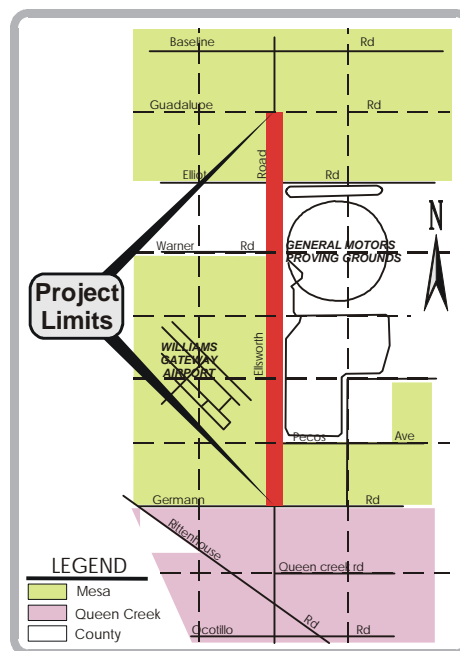 Baseline Rd
Guadalupe Rd
Road
Elliot Rd
N
Warner Rd
GENERAL MOTORS
PROVING GROUNDS
Project
Limits
WILLIAMS
GATEWAY
AIRPORT
Ellsworth
Pecos Ave
Germann Rd
Rittenhouse Rd
Queen creek rd
Ocotillo Rd
LEGEND
Mesa
Queen Creek
County